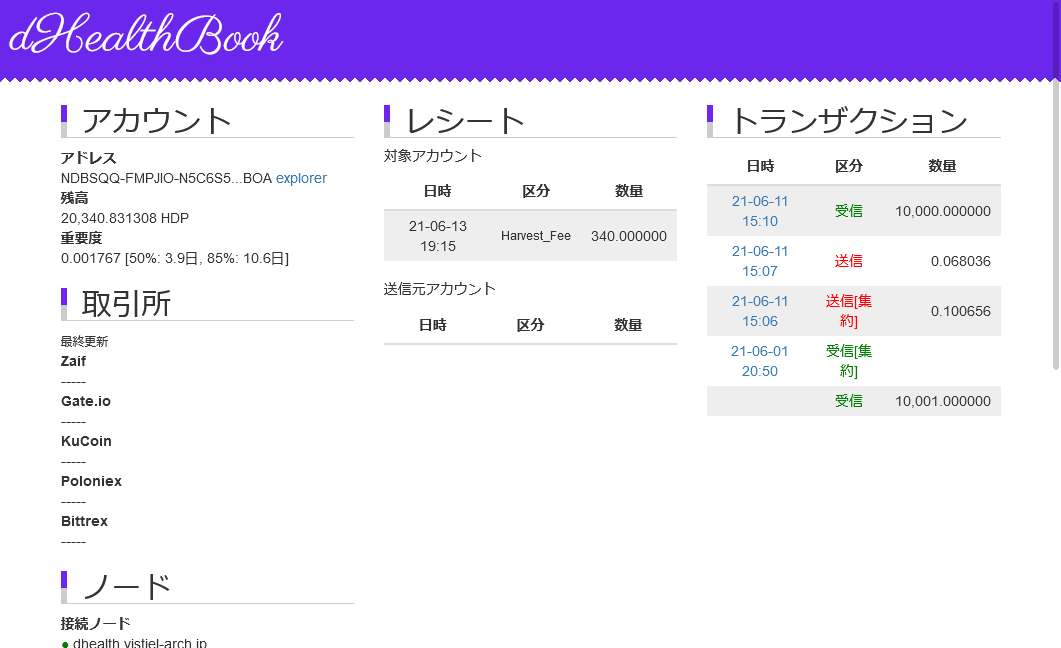 dHealthBook
アカウント
アドレス
NDBSQQ-FMPJIO-N5C6S5...BOA explorer
残高
20,340.831308 HDP
重要度
0.001767 [50%: 3.9日, 85%: 10.6日]
取引所
最終更新
Zaif
-----
Gate.io
-----
KuCoin
-----
Poloniex
-----
Bittrex
-----
ノード
接続ノード
● dhealth.vistiel-arch.jp
レシート
対象アカウント
日時 区分 数量
21-06-13
19:15 Harvest_Fee 340.000000
送信元アカウント
日時 区分 数量
トランザクション
日時 区分 数量
21-06-11
15:10 受信 10,000.000000
21-06-11
15:07 送信 0.068036
21-06-11
15:06 送信[集
約] 0.100656
21-06-01
20:50 受信[集
約]
受信 10,001.000000